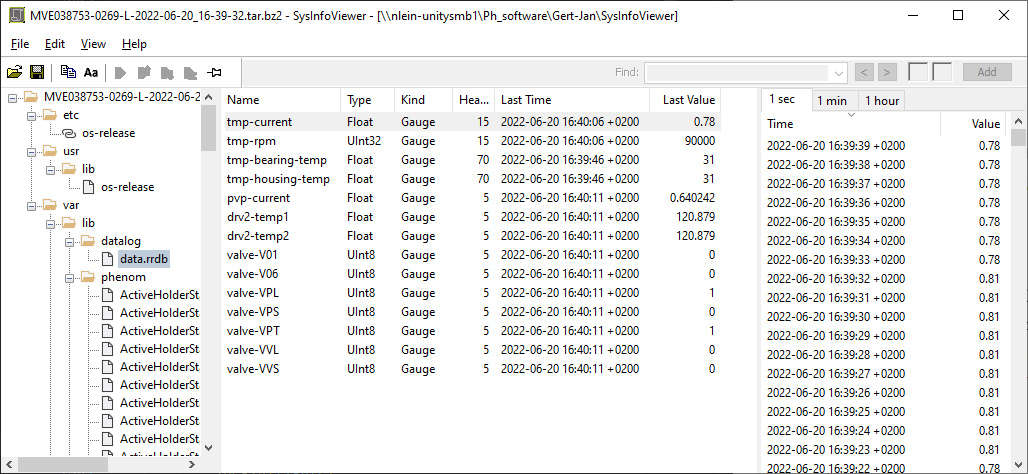 MVE038753-0269-L-2022-06-20_16-39-32.tar.bz2 - SysInfoViewer - [\\nlein-unitysmb1\Ph_software\Gert-Jan\SysInfoViewer]
File Edit View Help
Aa Find: < > Add
MVE038753-0269-L-2022-06-2
etc
os-release
usr
lib
os-release
var
lib
datalog
data.rrdb
phenom
ActiveHolderSt
ActiveHolderSt
ActiveHolderSt
ActiveHolderSt
ActiveHolderSt
ActiveHolderSt
ActiveHolderSt
ActiveHolderSt
ActiveHolderSt
Name Type Kind Hea... Last Time Last Value
tmp-current Float Gauge 15 2022-06-20 16:40:06 +0200 0.78
tmp-rpm UInt32 Gauge 15 2022-06-20 16:40:06 +0200 90000
tmp-bearing-temp Float Gauge 70 2022-06-20 16:39:46 +0200 31
tmp-housing-temp Float Gauge 70 2022-06-20 16:39:46 +0200 31
pvp-current Float Gauge 5 2022-06-20 16:40:11 +0200 0.640242
drv2-temp1 Float Gauge 5 2022-06-20 16:40:11 +0200 120.879
drv2-temp2 Float Gauge 5 2022-06-20 16:40:11 +0200 120.879
valve-V01 UInt8 Gauge 5 2022-06-20 16:40:11 +0200 0
valve-V06 UInt8 Gauge 5 2022-06-20 16:40:11 +0200 0
valve-VPL UInt8 Gauge 5 2022-06-20 16:40:11 +0200 1
valve-VPS UInt8 Gauge 5 2022-06-20 16:40:11 +0200 0
valve-VPT UInt8 Gauge 5 2022-06-20 16:40:11 +0200 1
valve-VVL UInt8 Gauge 5 2022-06-20 16:40:11 +0200 0
valve-VVS UInt8 Gauge 5 2022-06-20 16:40:11 +0200 0
1 sec 1 min 1 hour
Time Value
2022-06-20 16:39:39 +0200 0.78
2022-06-20 16:39:38 +0200 0.78
2022-06-20 16:39:37 +0200 0.78
2022-06-20 16:39:36 +0200 0.78
2022-06-20 16:39:35 +0200 0.78
2022-06-20 16:39:34 +0200 0.78
2022-06-20 16:39:33 +0200 0.78
2022-06-20 16:39:32 +0200 0.81
2022-06-20 16:39:31 +0200 0.81
2022-06-20 16:39:30 +0200 0.81
2022-06-20 16:39:29 +0200 0.81
2022-06-20 16:39:28 +0200 0.81
2022-06-20 16:39:27 +0200 0.81
2022-06-20 16:39:26 +0200 0.81
2022-06-20 16:39:25 +0200 0.81
2022-06-20 16:39:24 +0200 0.81
2022-06-20 16:39:23 +0200 0.81
2022-06-20 16:39:22 +0200 0.78